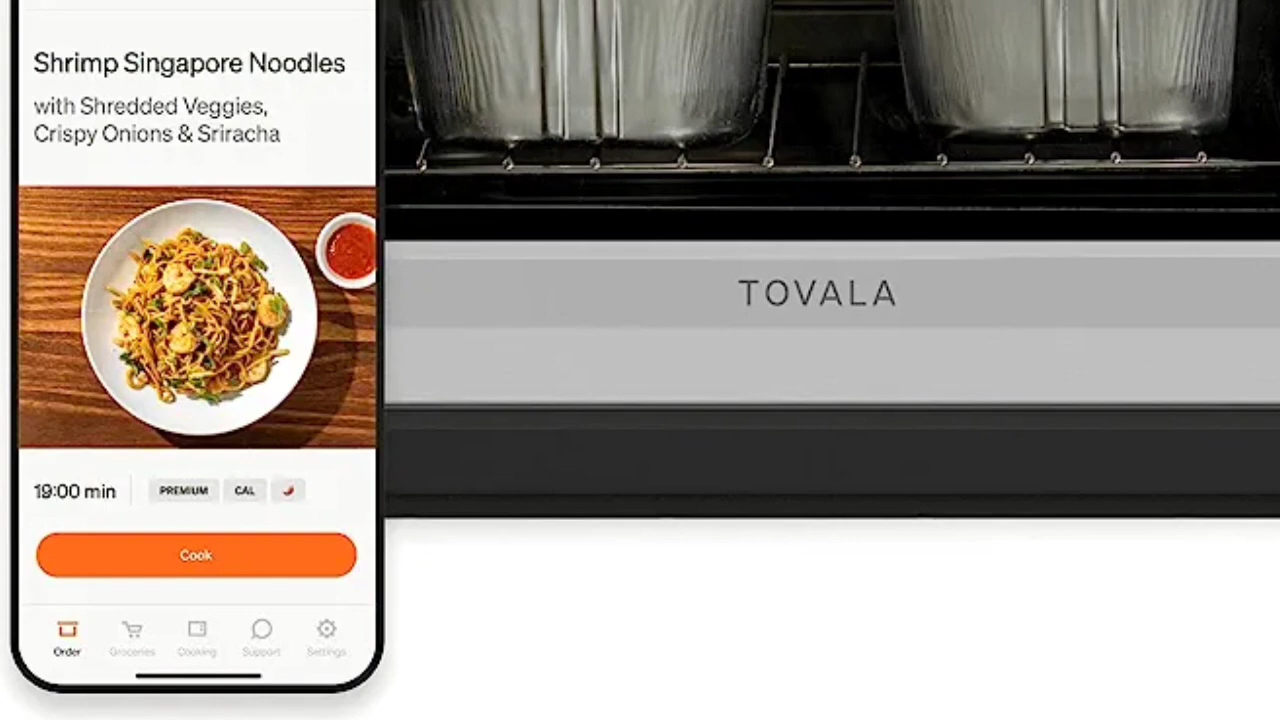 Shrimp Singapore Noodles
with Shredded Veggies,
Crispy Onions & Sriracha
TOVALA
19:00 min
PREMIUM
CAL
Cook
Order
Groceries
Cooking
Support
Settings